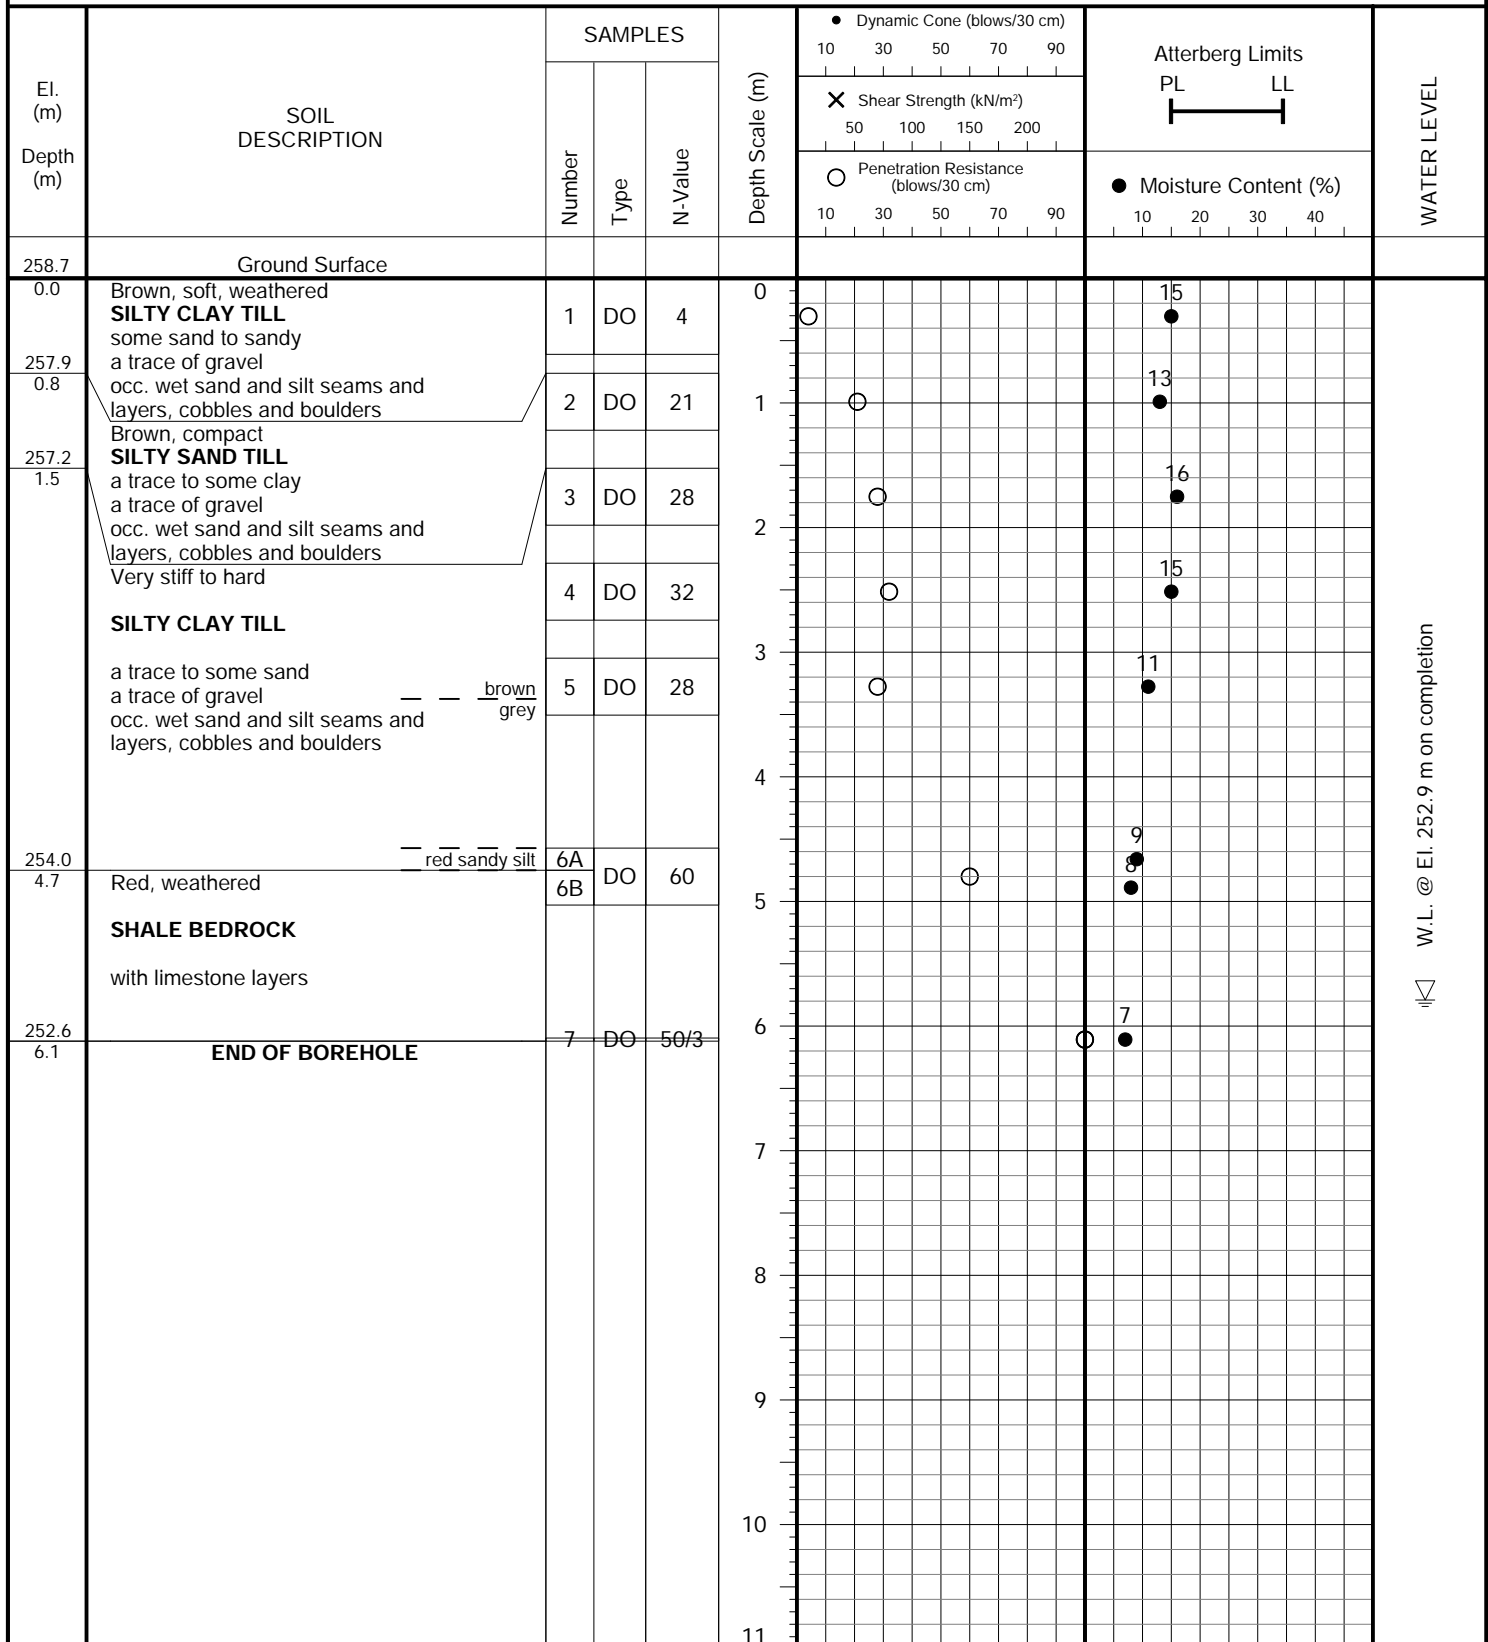 El.
(m)
Depth
(m)
SOIL
DESCRIPTION
SAMPLES
Number
Type
N-Value
Depth Scale (m)
Dynamic Cone (blows/30 cm)
10 30 50 70 90
Shear Strength (kN/m²)
50 100 150 200
Penetration Resistance
(blows/30 cm)
10 30 50 70 90
Atterberg Limits
PL LL
Moisture Content (%)
10 20 30 40
WATER LEVEL
258.7 Ground Surface
0.0 Brown, soft, weathered
SILTY CLAY TILL
some sand to sandy
257.9 a trace of gravel
0.8 occ. wet sand and silt seams and
layers, cobbles and boulders
Brown, compact
257.2 SILTY SAND TILL
1.5 a trace to some clay
a trace of gravel
occ. wet sand and silt seams and
layers, cobbles and boulders
Very stiff to hard
SILTY CLAY TILL
a trace to some sand
a trace of gravel
brown
grey
occ. wet sand and silt seams and
layers, cobbles and boulders
254.0 red sandy silt
4.7 Red, weathered
SHALE BEDROCK
with limestone layers
252.6
6.1 END OF BOREHOLE
1 DO 4
2 DO 21
3 DO 28
4 DO 32
5 DO 28
6A
6B DO 60
7 DO 50/3
0
1
2
3
4
5
6
7
8
9
10
11
15
13
16
15
11
9
8
7
W.L. @ El. 252.9 m on completion